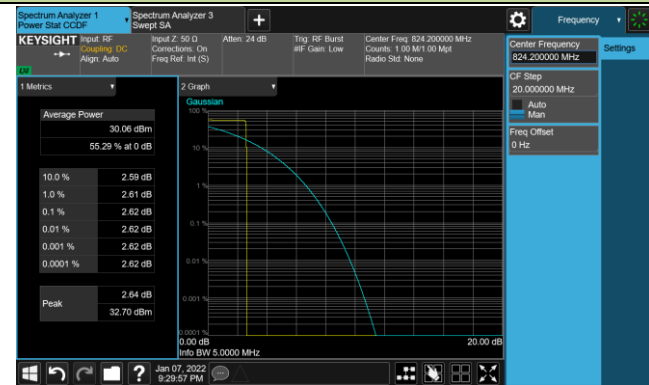 Spectrum Analyzer 1
Power Stat CCDF
Spectrum Analyzer 3
Swept SA
Frequency
KEYSIGHT
Input: RF
Coupling: DC
Align: Auto
Input Z: 50 Ω
Corrections: On
Freq Ref: Int (S)
Atten: 24 dB
Trig: RF Burst
#IF Gain: Low
Center Freq: 824.200000 MHz
Counts: 1.00 M/1.00 Mpt
Radio Std: None
Center Frequency
824.200000 MHz
Settings
CF Step
20.000000 MHz
Auto
Man
Freq Offset
0 Hz
1 Metrics
2 Graph
Gaussian
Average Power
30.06 dBm
55.29 % at 0 dB
10.0 % 2.59 dB
1.0 % 2.61 dB
0.1 % 2.62 dB
0.01 % 2.62 dB
0.001 % 2.62 dB
0.0001 % 2.62 dB
Peak
2.64 dB
32.70 dBm
100 %
10 %
1 %
0.1 %
0.01 %
0.001 %
0.0001 %
0.00 dB
20.00 dB
Info BW 5.0000 MHz
?
Jan 07, 2022
9:29:57 PM